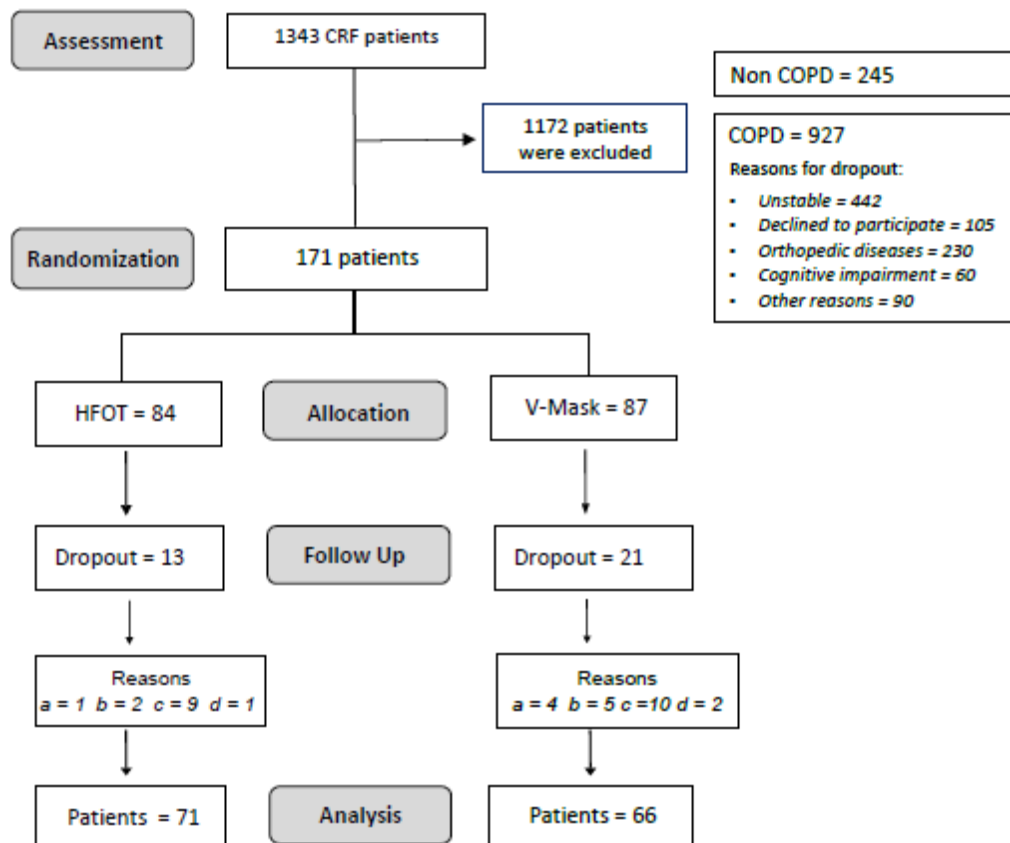 Assessment
1343 CRF patients
Non COPD = 245
1172 patients
were excluded
COPD = 927
Reasons for dropout:
▪ Unstable = 442
▪ Declined to participate = 105
▪ Orthopedic diseases = 230
▪ Cognitive impairment = 60
▪ Other reasons = 90
Randomization
171 patients
HFOT = 84
Allocation
V-Mask = 87
Dropout = 13
Follow Up
Dropout = 21
Reasons
a = 1 b = 2 c = 9 d = 1
Reasons
a = 4 b = 5 c =10 d = 2
Patients = 71
Analysis
Patients = 66